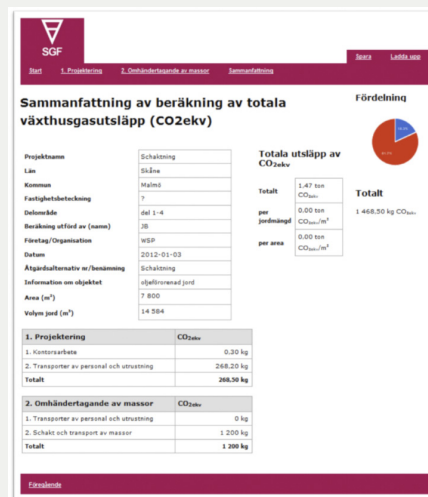 SGF
Spara Ladda upp
Start 1. Projektering 2. Omhändertagande av massor Sammanfattning
Sammanfattning av beräkning av totala
växthusgasutsläpp (CO2ekv)
Fördelning
Projektnamn Schaktning
Län Skåne
Kommun Malmö
Fastighetsbeteckning ?
Delområde del 1-4
Beräkning utförd av (namn) JB
Företag/Organisation WSP
Datum 2012-01-03
Åtgärdsalternativ nr/benämning Schaktning
Information om objektet oljeförorenad jord
Area (m²) 7 800
Volym jord (m³) 14 584
Totala utsläpp av
CO2ekv
Totalt 1.47 ton
CO2ekv
per
jordmängd 0.00 ton
CO2ekv/m³
per area 0.00 ton
CO2ekv/m²
Totalt
1 468,50 kg CO2ekv
1. Projektering CO2ekv
1. Kontorsarbete 0.30 kg
2. Transporter av personal och utrustning 268,20 kg
Totalt 268,50 kg
2. Omhändertagande av massor CO2ekv
1. Transporter av personal och utrustning 0 kg
2. Schakt och transport av massor 1 200 kg
Totalt 1 200 kg
Föregående